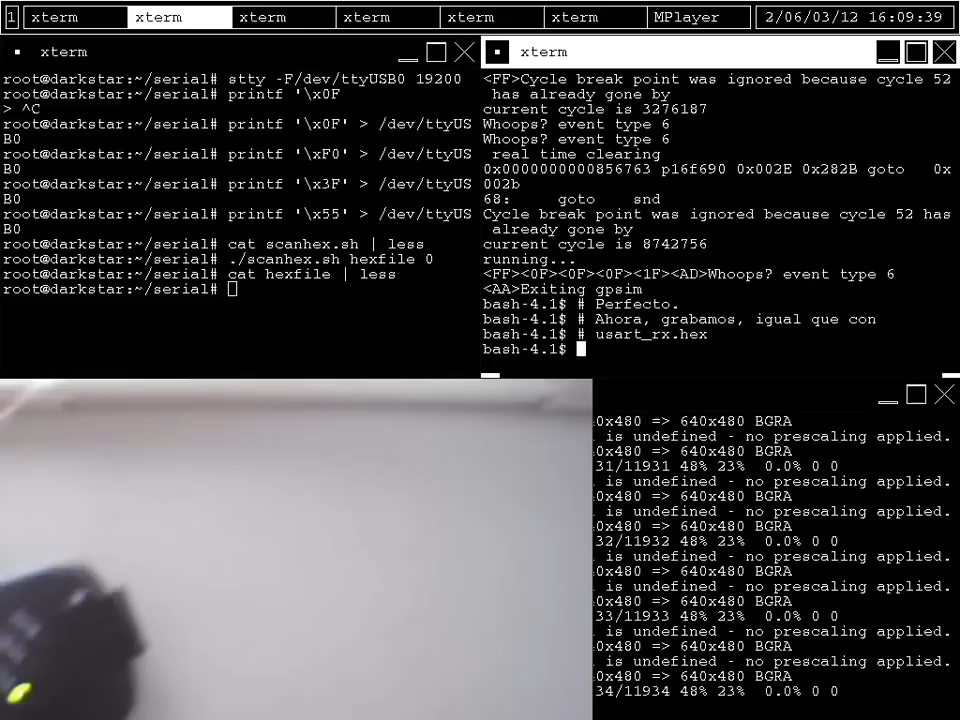 1 xterm xterm xterm xterm xterm xterm MPlayer 2/06/03/12 16:09:39
xterm
root@darkstar:~/serial# stty -F/dev/ttyUSB0 19200
root@darkstar:~/serial# printf '\x0F
> ^C
root@darkstar:~/serial# printf '\x0F' > /dev/ttyUS
B0
root@darkstar:~/serial# printf '\xF0' > /dev/ttyUS
B0
root@darkstar:~/serial# printf '\x3F' > /dev/ttyUS
B0
root@darkstar:~/serial# printf '\x55' > /dev/ttyUS
B0
root@darkstar:~/serial# cat scanhex.sh | less
root@darkstar:~/serial# ./scanhex.sh hexfile 0
root@darkstar:~/serial# cat hexfile | less
root@darkstar:~/serial#
xterm
<FF>Cycle break point was ignored because cycle 52
has already gone by
current cycle is 3276187
Whoops? event type 6
Whoops? event type 6
real time clearing
0x0000000000856763 p16f690 0x002E 0x282B goto 0x
002b
68: goto snd
Cycle break point was ignored because cycle 52 has
already gone by
current cycle is 8742756
running...
<FF><0F><0F><0F><1F><AD>Whoops? event type 6
<AA>Exiting gpsim
bash-4.1$ # Perfecto.
bash-4.1$ # Ahora, grabamos, igual que con
bash-4.1$ # usart_rx.hex
bash-4.1$
0x480 => 640x480 BGRA
is undefined - no prescaling applied.
0x480 => 640x480 BGRA
31/11931 48% 23% 0.0% 0 0
is undefined - no prescaling applied.
0x480 => 640x480 BGRA
is undefined - no prescaling applied.
0x480 => 640x480 BGRA
32/11932 48% 23% 0.0% 0 0
is undefined - no prescaling applied.
0x480 => 640x480 BGRA
is undefined - no prescaling applied.
0x480 => 640x480 BGRA
33/11933 48% 23% 0.0% 0 0
is undefined - no prescaling applied.
0x480 => 640x480 BGRA
is undefined - no prescaling applied.
0x480 => 640x480 BGRA
34/11934 48% 23% 0.0% 0 0